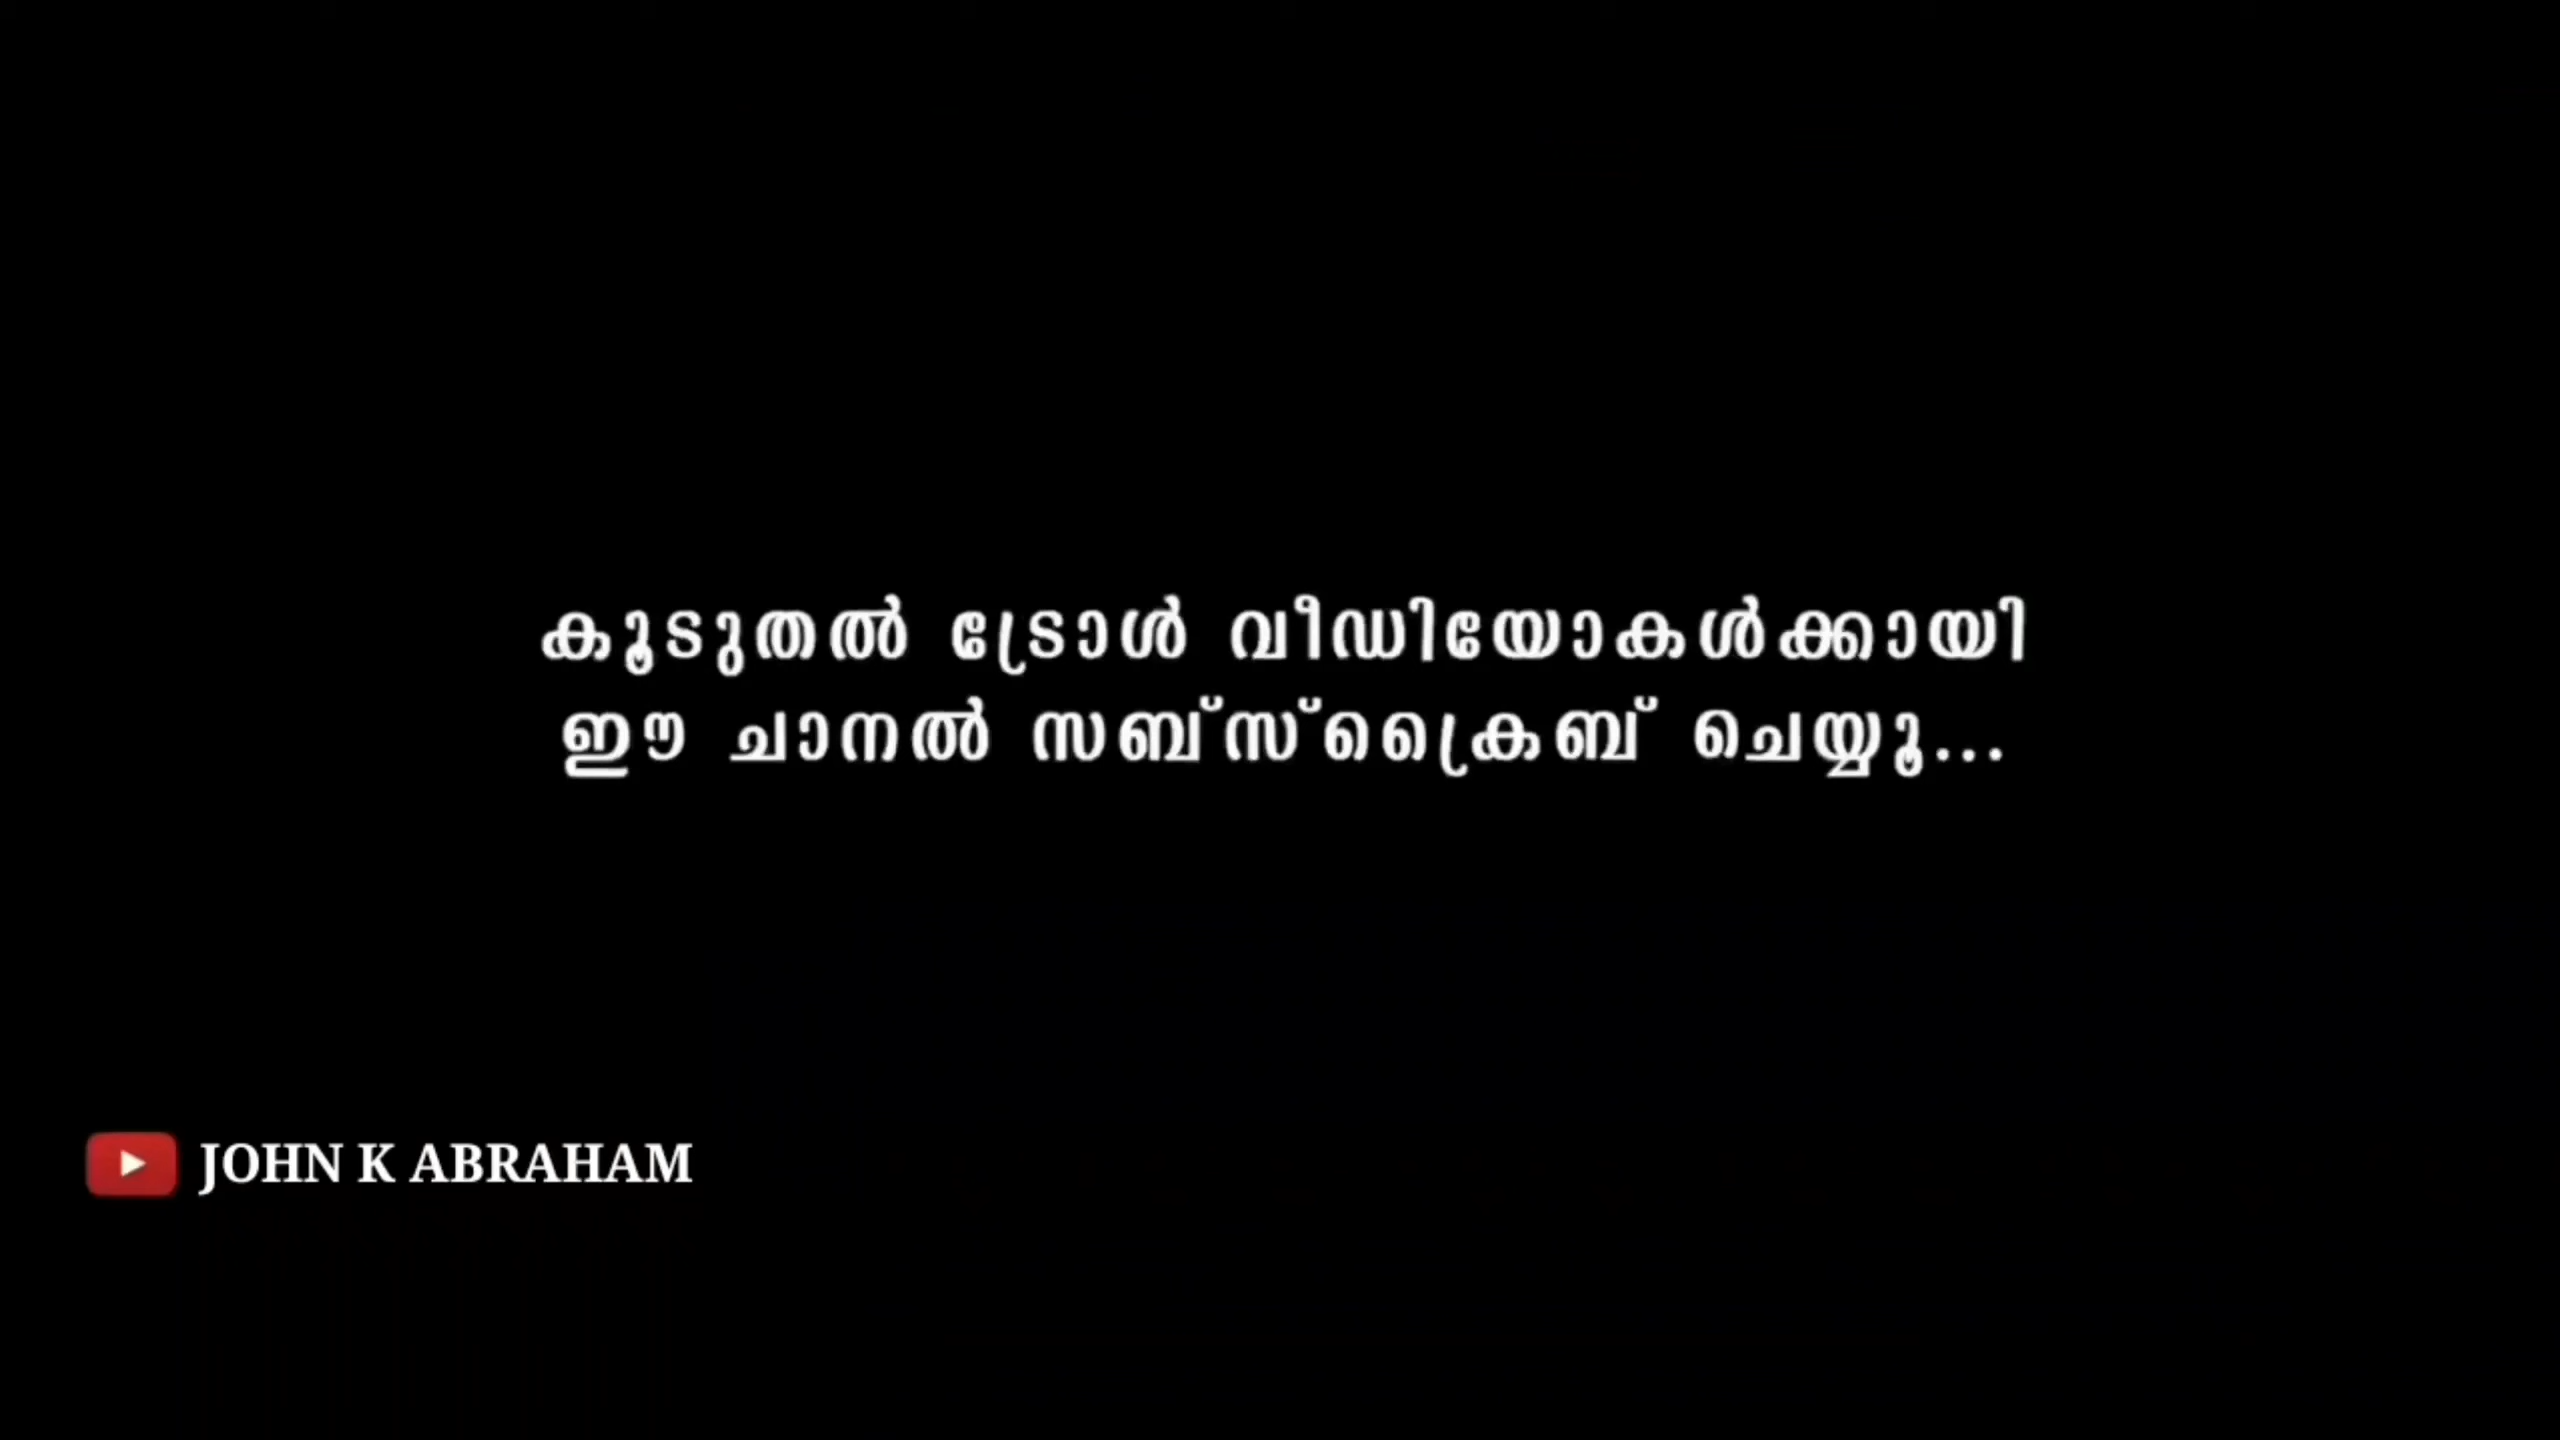 കൂടുതൽ ട്രോൾ വീഡിയോകൾക്കായി
ഈ ചാനൽ സബ്സ്ക്രൈബ് ചെയ്യൂ...
JOHN K ABRAHAM